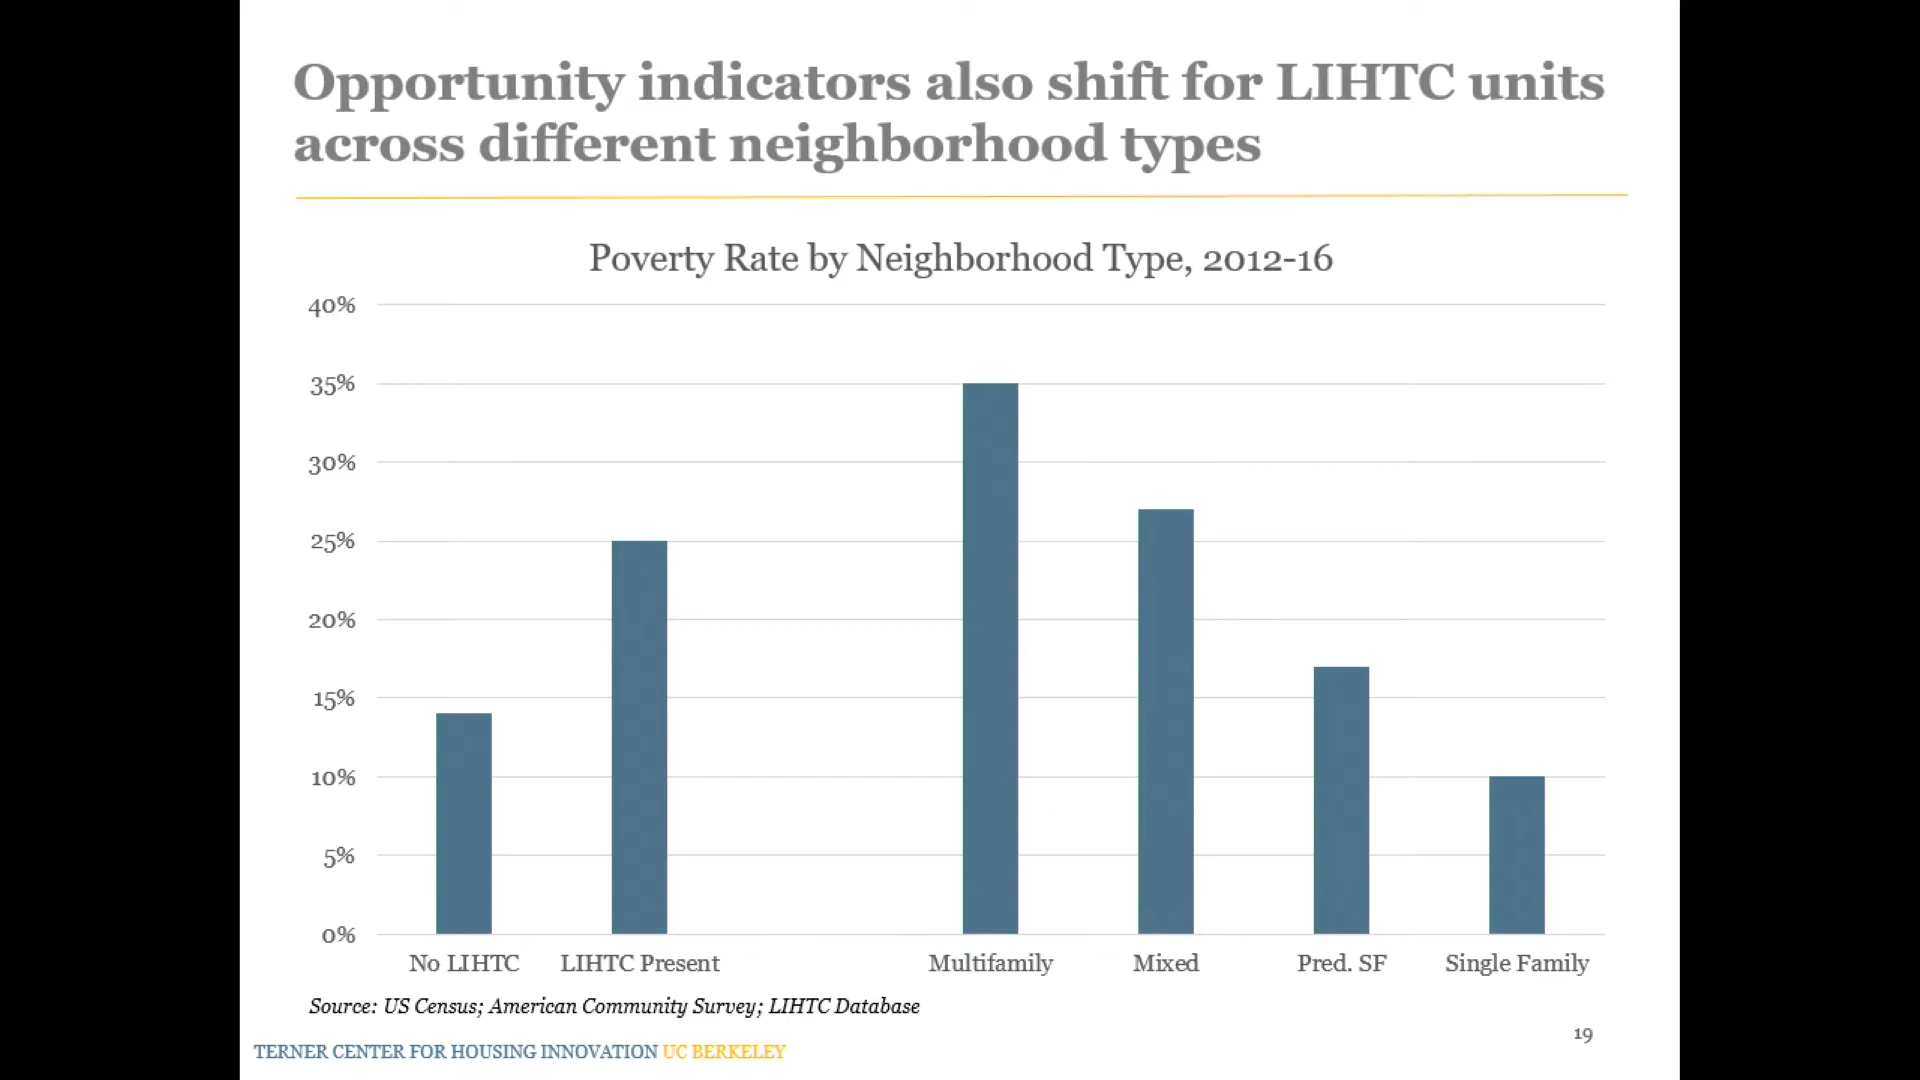 Opportunity indicators also shift for LIHTC units
across different neighborhood types
Poverty Rate by Neighborhood Type, 2012-16
40%
35%
30%
25%
20%
15%
10%
5%
0%
No LIHTC
LIHTC Present
Multifamily
Mixed
Pred. SF
Single Family
Source: US Census; American Community Survey; LIHTC Database
19
TERNER CENTER FOR HOUSING INNOVATION UC BERKELEY